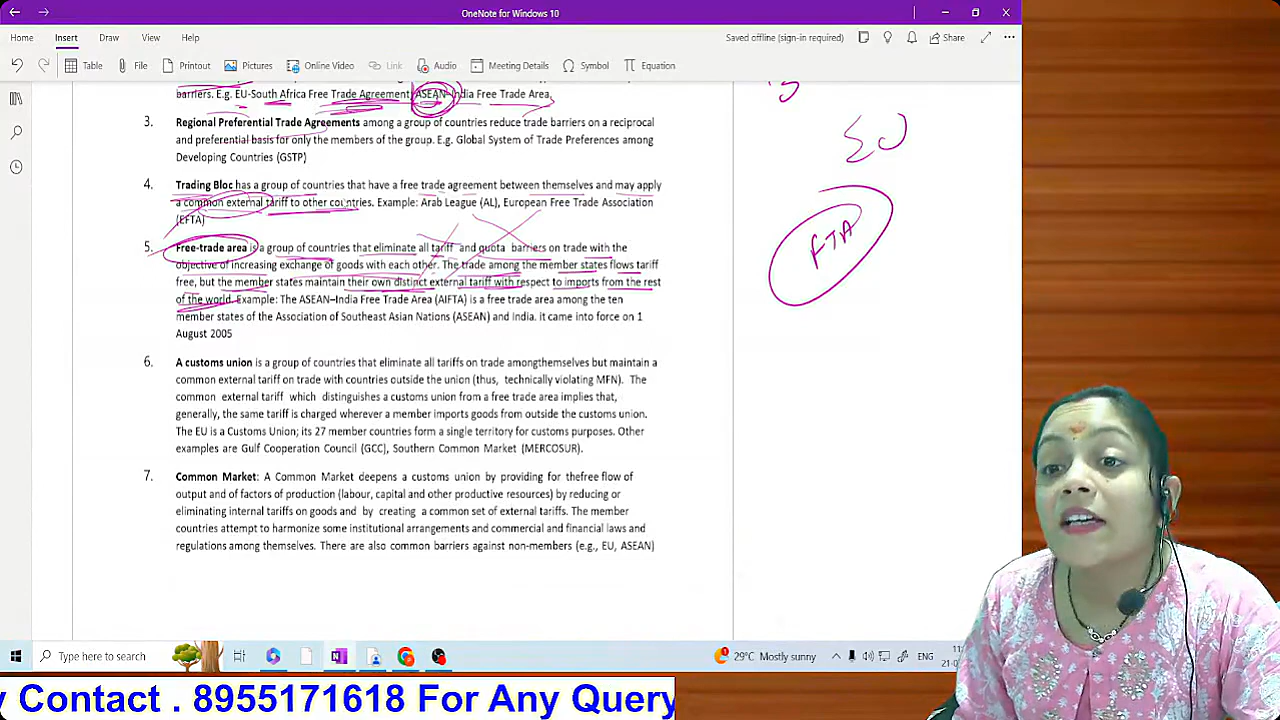 OneNote for Windows 10
Home Insert Draw View Help Saved offline (sign-in required) Share
Table File Printout Pictures Online Video Link Audio Meeting Details Symbol Equation
barriers. E.g. EU-South Africa Free Trade Agreement, ASEAN-India Free Trade Area.
3. Regional Preferential Trade Agreements among a group of countries reduce trade barriers on a reciprocal
and preferential basis for only the members of the group. E.g. Global System of Trade Preferences among
Developing Countries (GSTP)
EU
4. Trading Bloc has a group of countries that have a free trade agreement between themselves and may apply
a common external tariff to other countries. Example: Arab League (AL), European Free Trade Association
(EFTA)
FTA
5. Free-trade area is a group of countries that eliminate all tariff and quota barriers on trade with the
objective of increasing exchange of goods with each other. The trade among the member states flows tariff
free, but the member states maintain their own distinct external tariff with respect to imports from the rest
of the world. Example: The ASEAN–India Free Trade Area (AIFTA) is a free trade area among the ten
member states of the Association of Southeast Asian Nations (ASEAN) and India. it came into force on 1
August 2005
6. A customs union is a group of countries that eliminate all tariffs on trade amongthemselves but maintain a
common external tariff on trade with countries outside the union (thus, technically violating MFN). The
common external tariff which distinguishes a customs union from a free trade area implies that,
generally, the same tariff is charged wherever a member imports goods from outside the customs union.
The EU is a Customs Union; its 27 member countries form a single territory for customs purposes. Other
examples are Gulf Cooperation Council (GCC), Southern Common Market (MERCOSUR).
7. Common Market: A Common Market deepens a customs union by providing for thefree flow of
output and of factors of production (labour, capital and other productive resources) by reducing or
eliminating internal tariffs on goods and by creating a common set of external tariffs. The member
countries attempt to harmonize some institutional arrangements and commercial and financial laws and
regulations among themselves. There are also common barriers against non-members (e.g., EU, ASEAN)
Type here to search 29°C Mostly sunny ENG
y Contact . 8955171618 For Any Query